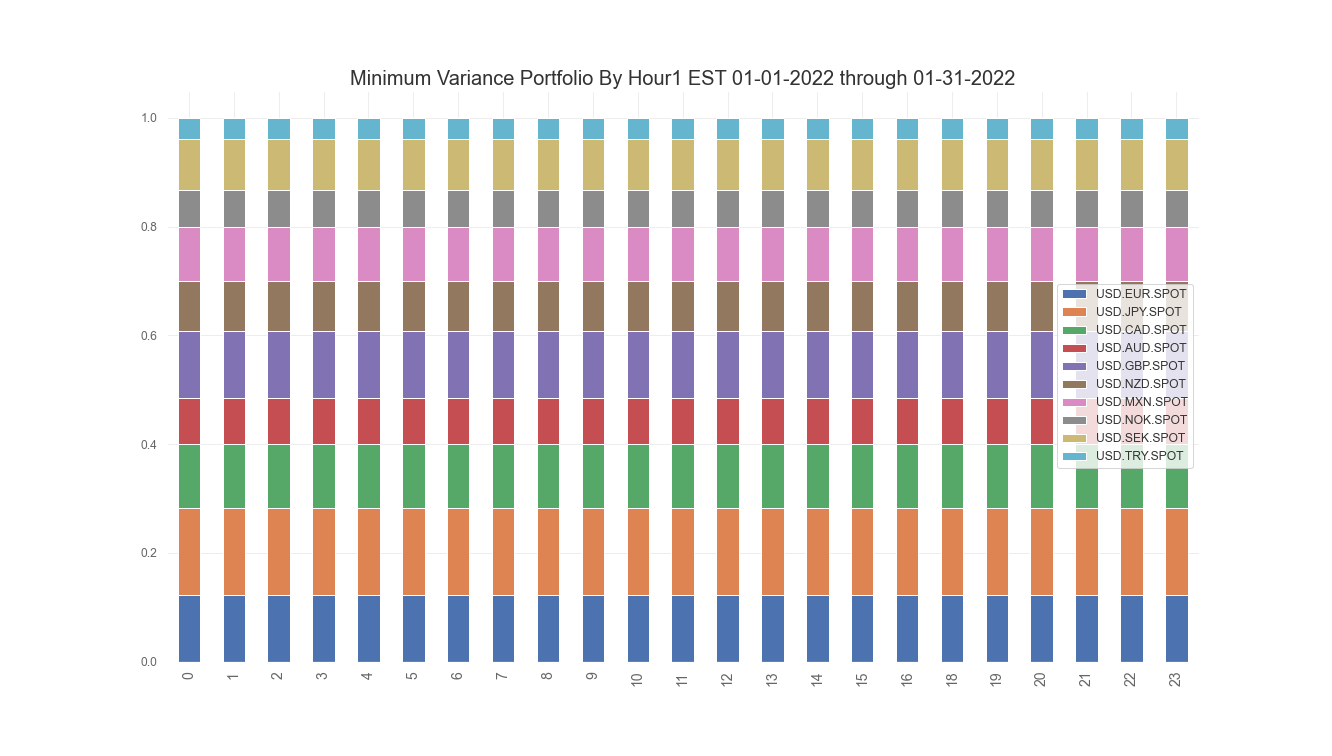 Minimum Variance Portfolio By Hour1 EST 01-01-2022 through 01-31-2022
1.0
0.8
0.6
0.4
0.2
0.0
USD.EUR.SPOT
USD.JPY.SPOT
USD.CAD.SPOT
USD.AUD.SPOT
USD.GBP.SPOT
USD.NZD.SPOT
USD.MXN.SPOT
USD.NOK.SPOT
USD.SEK.SPOT
USD.TRY.SPOT
0 1 2 3 4 5 6 7 8 9 10 11 12 13 14 15 16 18 19 20 21 22 23